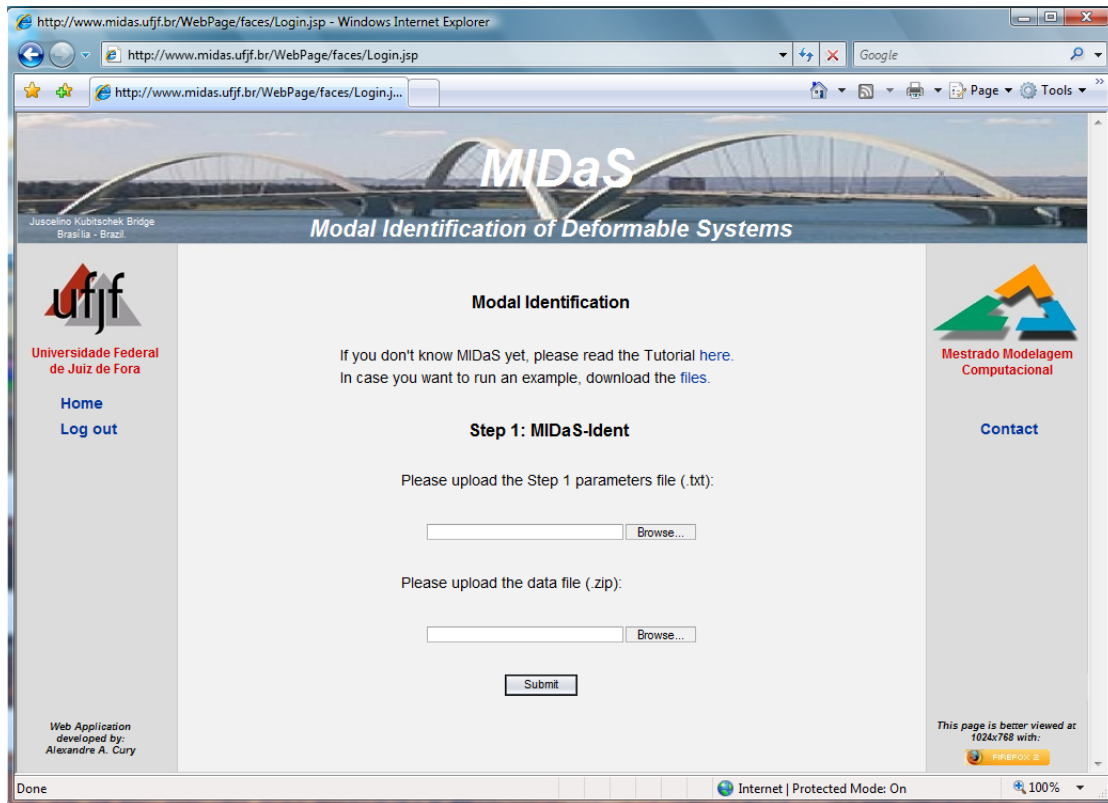 http://www.midas.ufjf.br/WebPage/faces/Login.jsp - Windows Internet Explorer
http://www.midas.ufjf.br/WebPage/faces/Login.jsp
Google
http://www.midas.ufjf.br/WebPage/faces/Login.j...
Page
Tools
MIDaS
Juscelino Kubitschek Bridge
Brasília - Brazil.
Modal Identification of Deformable Systems
ufjf
Universidade Federal
de Juiz de Fora
Home
Log out
Modal Identification
If you don't know MIDaS yet, please read the Tutorial here.
In case you want to run an example, download the files.
Step 1: MIDaS-Ident
Please upload the Step 1 parameters file (.txt):
Browse...
Please upload the data file (.zip):
Browse...
Submit
Mestrado Modelagem
Computacional
Contact
Web Application
developed by:
Alexandre A. Cury
This page is better viewed at
1024x768 with:
FIREFOX 2
Done
Internet | Protected Mode: On
100%